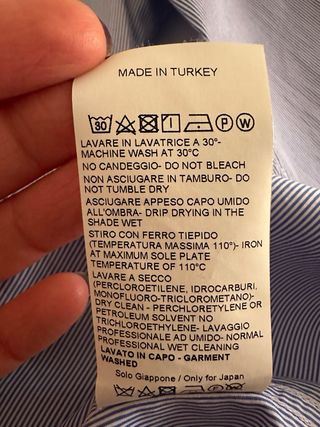 MADE IN TURKEY
30 P W
LAVARE IN LAVATRICE A 30°-
MACHINE WASH AT 30°C
NO CANDEGGIO- DO NOT BLEACH
NON ASCIUGARE IN TAMBURO- DO
NOT TUMBLE DRY
ASCIUGARE APPESO CAPO UMIDO
ALL'OMBRA- DRIP DRYING IN THE
SHADE WET
STIRO CON FERRO TIEPIDO
(TEMPERATURA MASSIMA 110°)- IRON
AT MAXIMUM SOLE PLATE
TEMPERATURE OF 110°C
LAVARE A SECCO
(PERCLOROETILENE, IDROCARBURI,
MONOFLUORO-TRICLOROMETANO)-
DRY CLEAN - PERCHLORETYLENE OR
PETROLEUM SOLVENT NO
TRICHLOROETHYLENE- LAVAGGIO
PROFESSIONALE AD UMIDO- NORMAL
PROFESSIONAL WET CLEANING
LAVATO IN CAPO - GARMENT
WASHED
Solo Giappone / Only for Japan